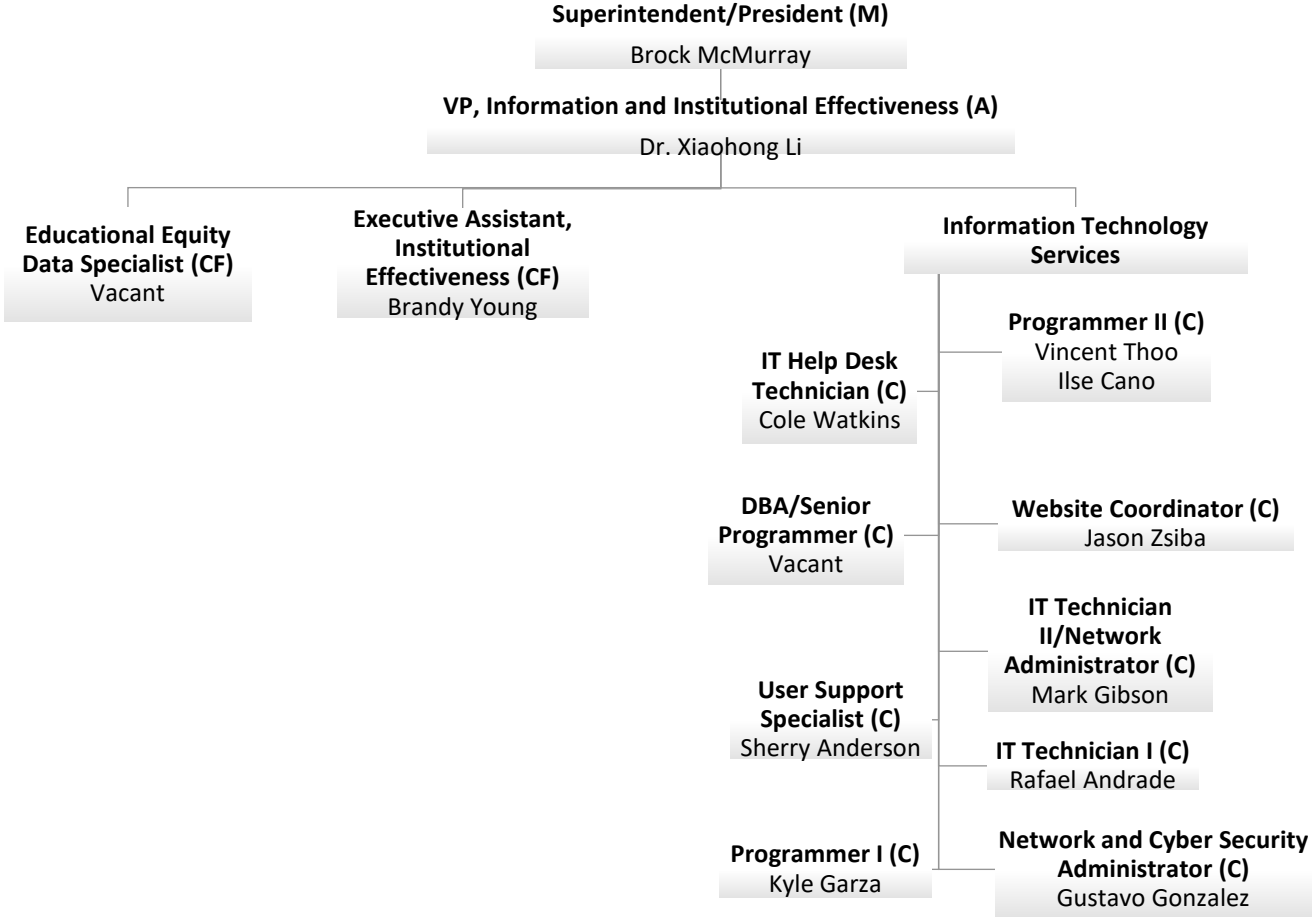 Superintendent/President (M)
Brock McMurray
VP, Information and Institutional Effectiveness (A)
Dr. Xiaohong Li
Educational Equity
Data Specialist (CF)
Vacant
Executive Assistant,
Institutional
Effectiveness (CF)
Brandy Young
Information Technology
Services
IT Help Desk
Technician (C)
Cole Watkins
Programmer II (C)
Vincent Thoo
Ilse Cano
DBA/Senior
Programmer (C)
Vacant
Website Coordinator (C)
Jason Zsiba
User Support
Specialist (C)
Sherry Anderson
IT Technician
II/Network
Administrator (C)
Mark Gibson
IT Technician I (C)
Rafael Andrade
Programmer I (C)
Kyle Garza
Network and Cyber Security
Administrator (C)
Gustavo Gonzalez